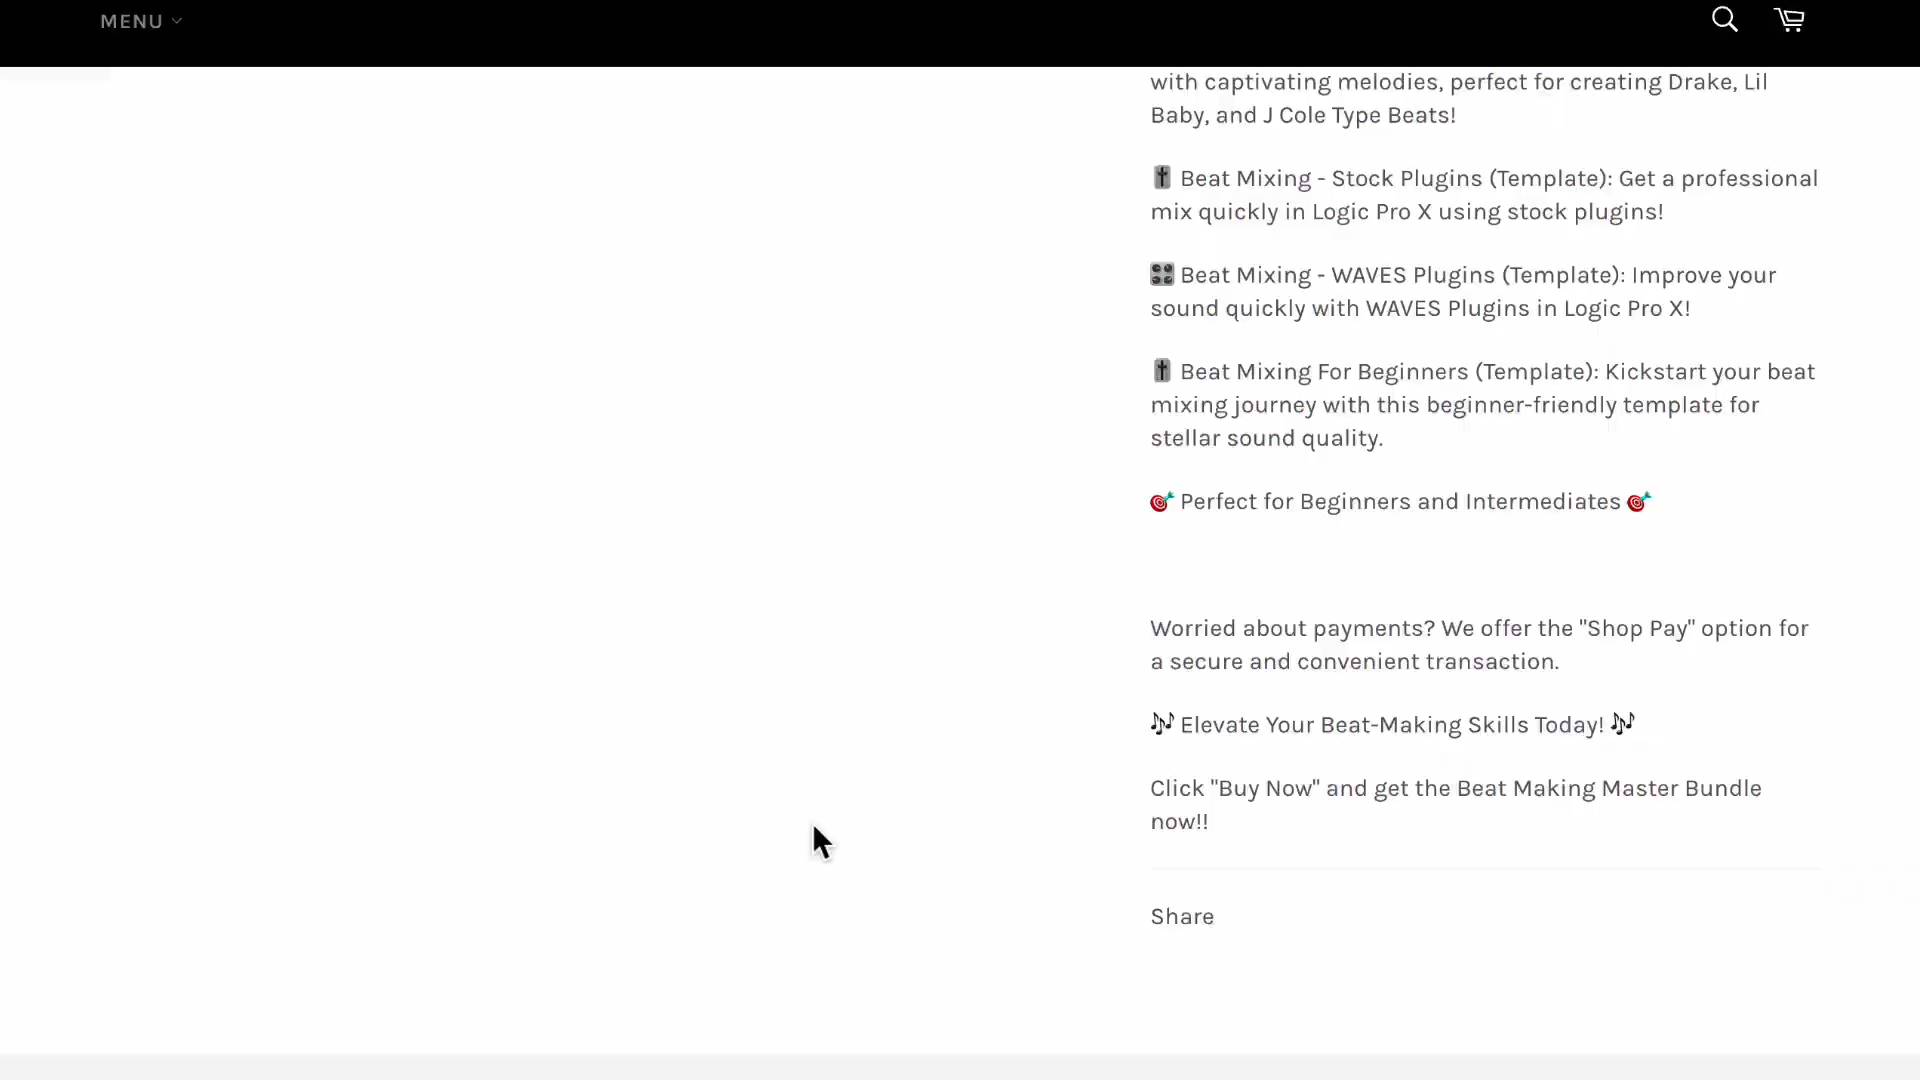 MENU
with captivating melodies, perfect for creating Drake, Lil
Baby, and J Cole Type Beats!
🎚 Beat Mixing - Stock Plugins (Template): Get a professional
mix quickly in Logic Pro X using stock plugins!
🎛 Beat Mixing - WAVES Plugins (Template): Improve your
sound quickly with WAVES Plugins in Logic Pro X!
🎚 Beat Mixing For Beginners (Template): Kickstart your beat
mixing journey with this beginner-friendly template for
stellar sound quality.
🎯 Perfect for Beginners and Intermediates 🎯
Worried about payments? We offer the "Shop Pay" option for
a secure and convenient transaction.
🎶 Elevate Your Beat-Making Skills Today! 🎶
Click "Buy Now" and get the Beat Making Master Bundle
now!!
Share